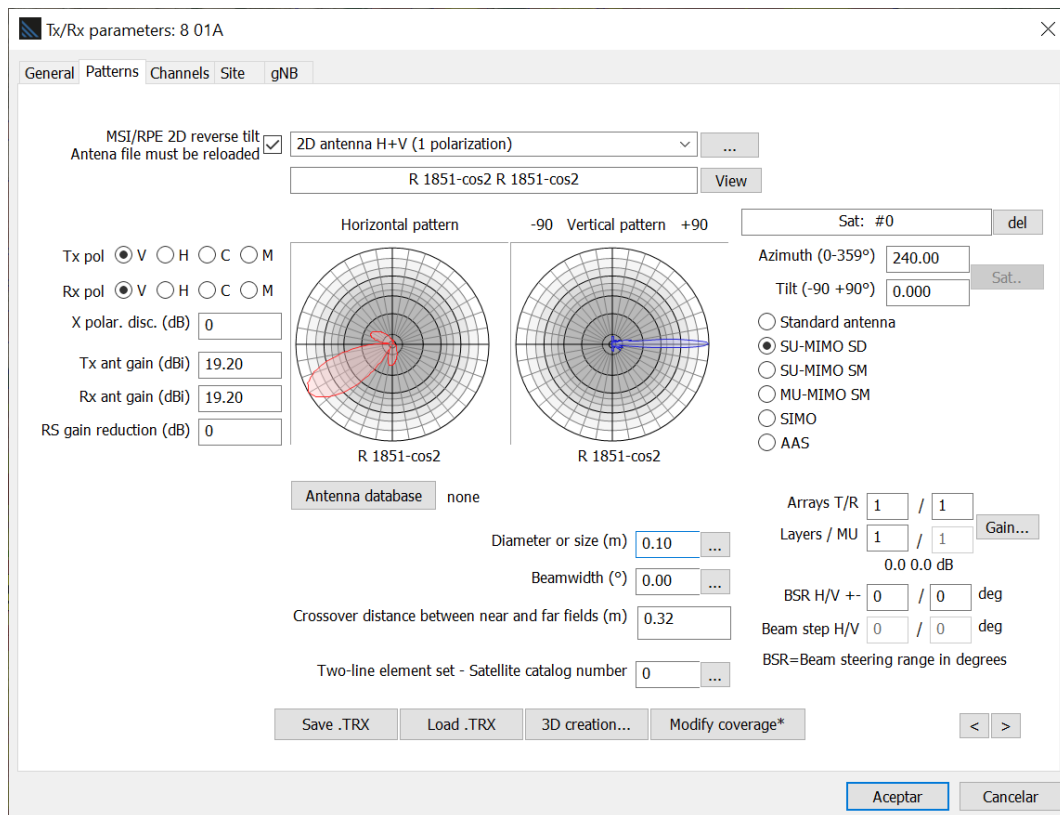 Tx/Rx parameters: 8 01A
General Patterns Channels Site gNB
MSI/RPE 2D reverse tilt
Antena file must be reloaded
2D antenna H+V (1 polarization)
...
R 1851-cos2 R 1851-cos2
View
Horizontal pattern
-90 Vertical pattern +90
Sat: #0
del
Tx pol V H C M
Rx pol V H C M
X polar. disc. (dB) 0
Tx ant gain (dBi) 19.20
Rx ant gain (dBi) 19.20
RS gain reduction (dB) 0
R 1851-cos2
R 1851-cos2
Azimuth (0-359º) 240.00
Tilt (-90 +90º) 0.000
Sat..
Standard antenna
SU-MIMO SD
SU-MIMO SM
MU-MIMO SM
SIMO
AAS
Antenna database none
Diameter or size (m) 0.10 ...
Beamwidth (º) 0.00 ...
Crossover distance between near and far fields (m) 0.32
Two-line element set - Satellite catalog number 0 ...
Arrays T/R 1 / 1
Layers / MU 1 / 1
Gain...
0.0 0.0 dB
BSR H/V +- 0 / 0 deg
Beam step H/V 0 / 0 deg
BSR=Beam steering range in degrees
Save .TRX Load .TRX 3D creation... Modify coverage* < >
Aceptar Cancelar